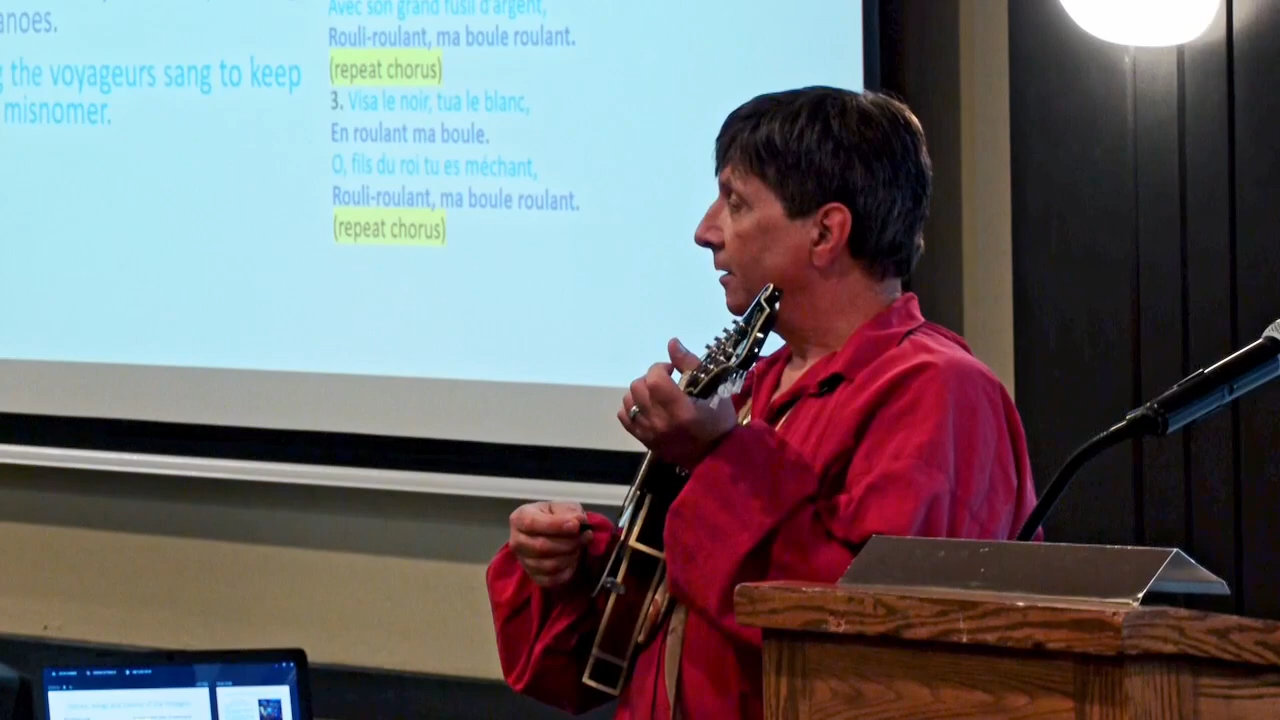 anoes.
g the voyageurs sang to keep
misnomer.
Avec son grand fusil d'argent,
Rouli-roulant, ma boule roulant.
(repeat chorus)
3. Visa le noir, tua le blanc,
En roulant ma boule.
O, fils du roi tu es méchant,
Rouli-roulant, ma boule roulant.
(repeat chorus)